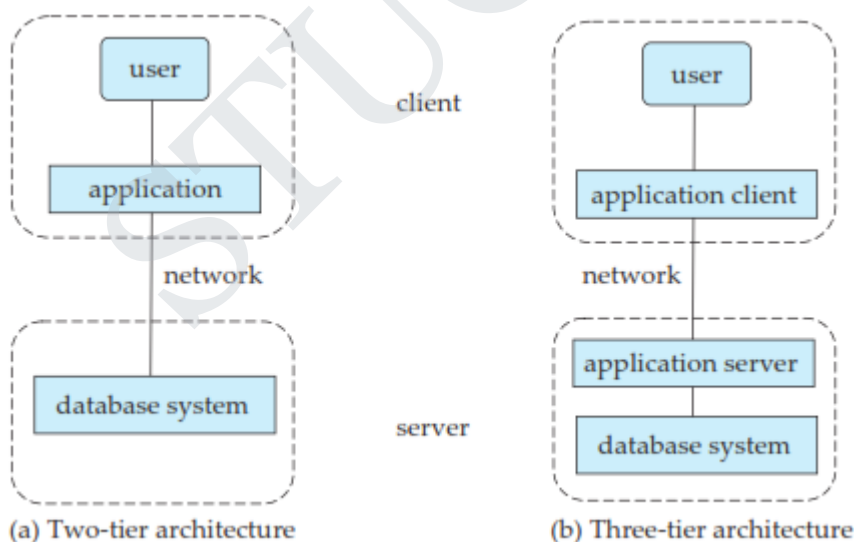 user
application
network
database system
(a) Two-tier architecture
client
server
user
application client
network
application server
database system
(b) Three-tier architecture